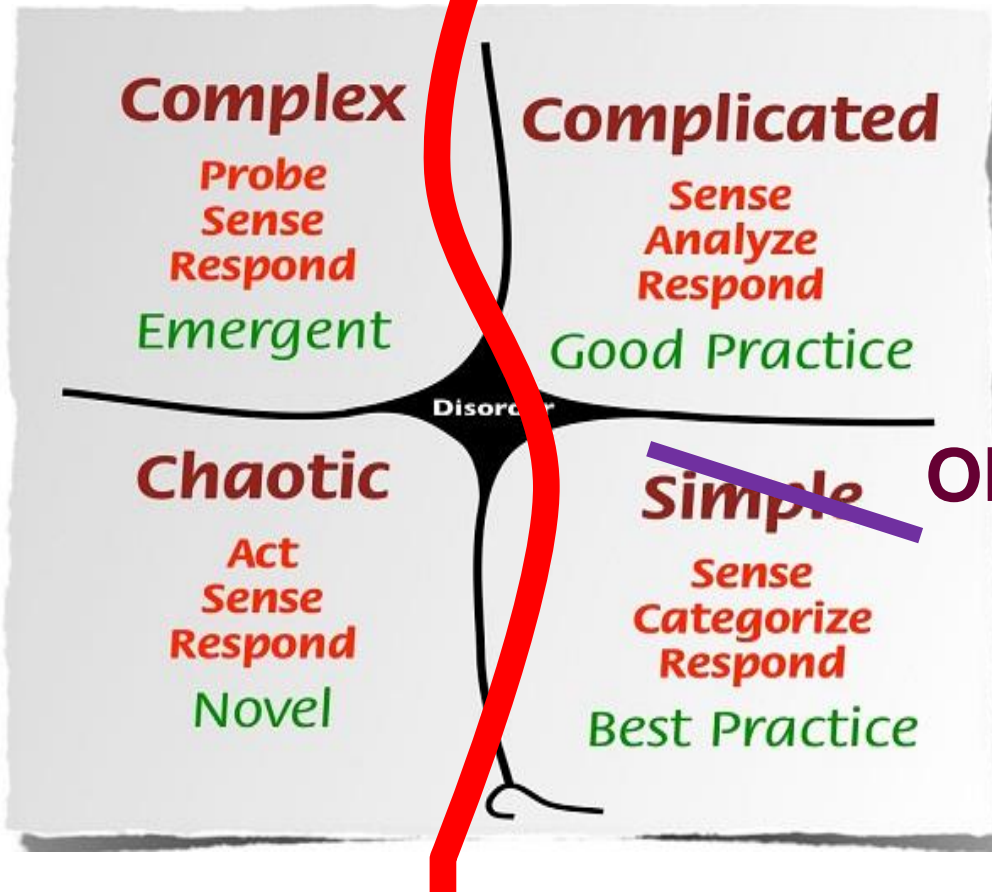 Complex
Probe
Sense
Respond
Emergent
Complicated
Sense
Analyze
Respond
Good Practice
Disorder
Chaotic
Act
Sense
Respond
Novel
Simple
Sense
Categorize
Respond
Best Practice